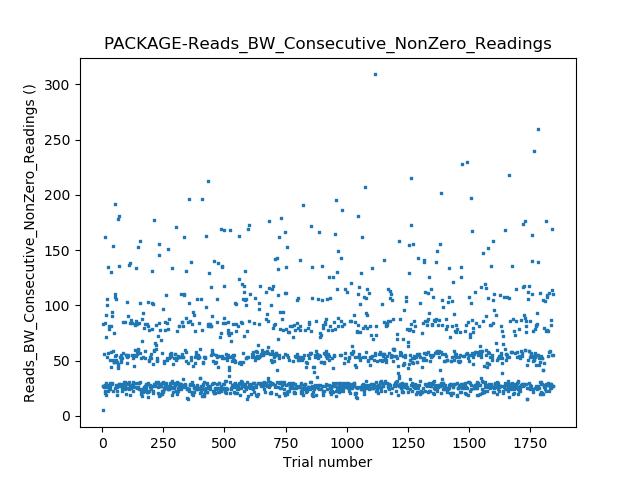 PACKAGE-Reads_BW_Consecutive_NonZero_Readings
Reads_BW_Consecutive_NonZero_Readings ()
300
250
200
150
100
50
0
0 250 500 750 1000 1250 1500 1750
Trial number